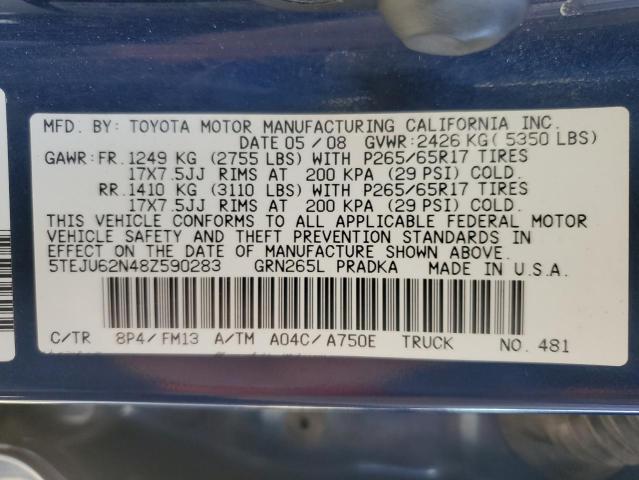 MFD. BY: TOYOTA MOTOR MANUFACTURING CALIFORNIA INC.
DATE 05 / 08 GVWR:2426 KG( 5350 LBS)
GAWR:FR.1249 KG (2755 LBS) WITH P265/65R17 TIRES
17X7.5JJ RIMS AT 200 KPA (29 PSI) COLD.
RR.1410 KG (3110 LBS) WITH P265/65R17 TIRES
17X7.5JJ RIMS AT 200 KPA (29 PSI) COLD.
THIS VEHICLE CONFORMS TO ALL APPLICABLE FEDERAL MOTOR
VEHICLE SAFETY AND THEFT PREVENTION STANDARDS IN
EFFECT ON THE DATE OF MANUFACTURE SHOWN ABOVE.
5TEJU62N48Z590283 GRN265L PRADKA MADE IN U.S.A.
C/TR 8P4/FM13 A/TM A04C/A750E TRUCK NO. 481